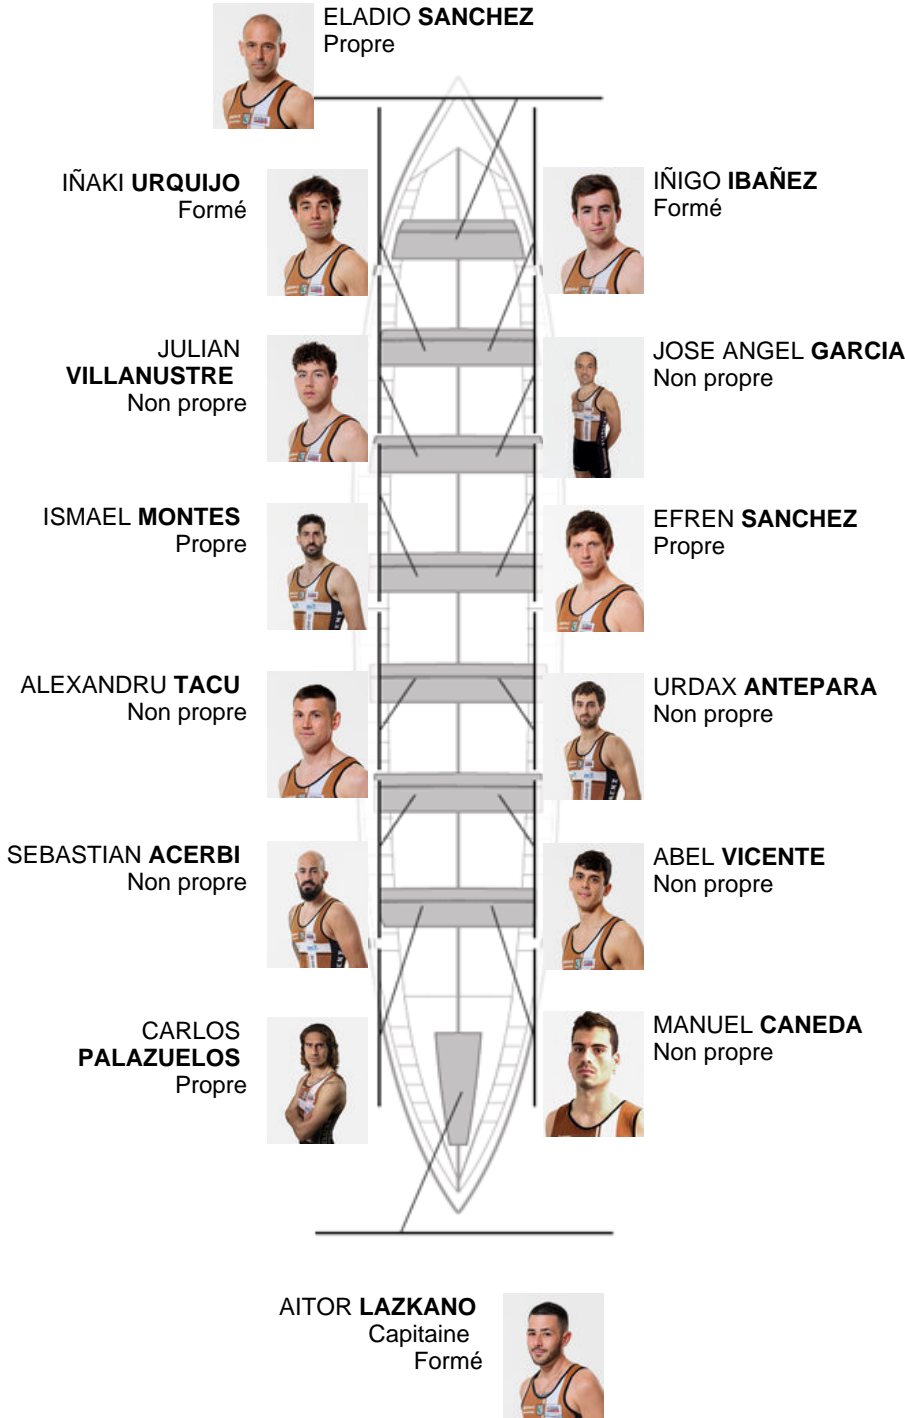 ELADIO SANCHEZ
Propre
IÑAKI URQUIJO
Formé
IÑIGO IBAÑEZ
Formé
JULIAN
VILLANUSTRE
Non propre
JOSE ANGEL GARCIA
Non propre
ISMAEL MONTES
Propre
EFREN SANCHEZ
Propre
ALEXANDRU TACU
Non propre
URDAX ANTEPARA
Non propre
SEBASTIAN ACERBI
Non propre
ABEL VICENTE
Non propre
CARLOS
PALAZUELOS
Propre
MANUEL CANEDA
Non propre
AITOR LAZKANO
Capitaine
Formé